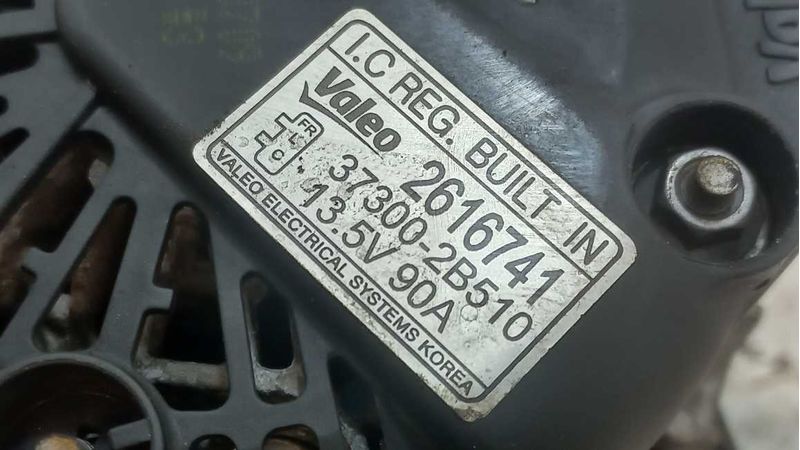 I.C REG. BUILT IN
Valeo
2616741
FR
L
C
37300-2B510
13.5V 90A
VALEO ELECTRICAL SYSTEMS KOREA